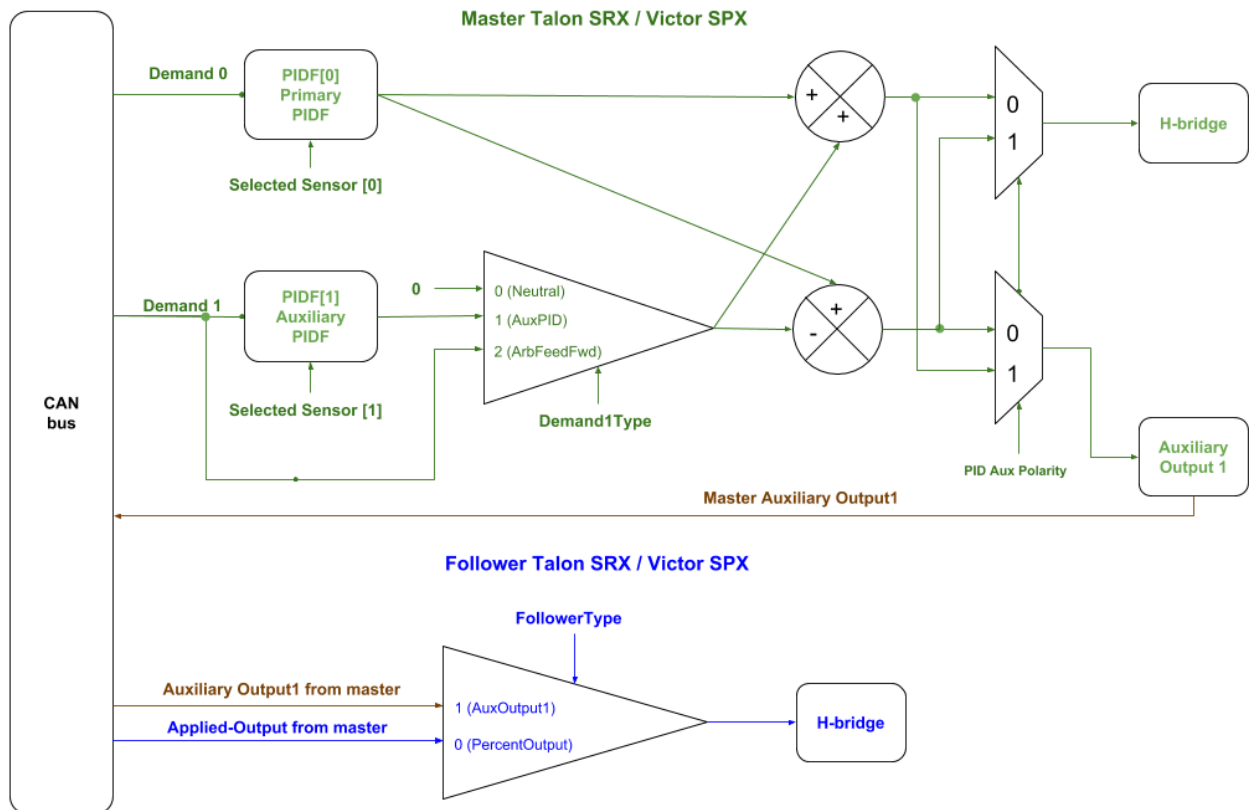 Master Talon SRX / Victor SPX
Demand 0
PIDF[0]
Primary
PIDF
Selected Sensor [0]
+
+
0
1
H-bridge
Demand 1
PIDF[1]
Auxiliary
PIDF
Selected Sensor [1]
0
0 (Neutral)
1 (AuxPID)
2 (ArbFeedFwd)
Demand1Type
+
-
0
1
PID Aux Polarity
Auxiliary
Output 1
CAN
bus
Master Auxiliary Output1
Follower Talon SRX / Victor SPX
FollowerType
Auxiliary Output1 from master
Applied-Output from master
1 (AuxOutput1)
0 (PercentOutput)
H-bridge